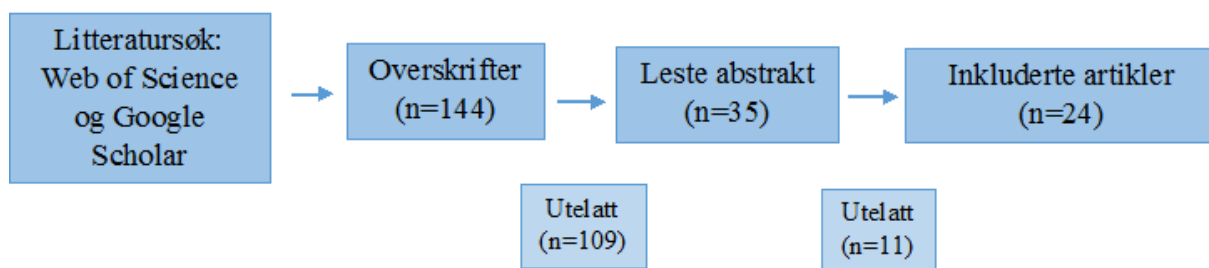 Litteratursøk:
Web of Science
og Google
Scholar
Overskrifter
(n=144)
Leste abstrakt
(n=35)
Inkluderte artikler
(n=24)
Utelatt
(n=109)
Utelatt
(n=11)